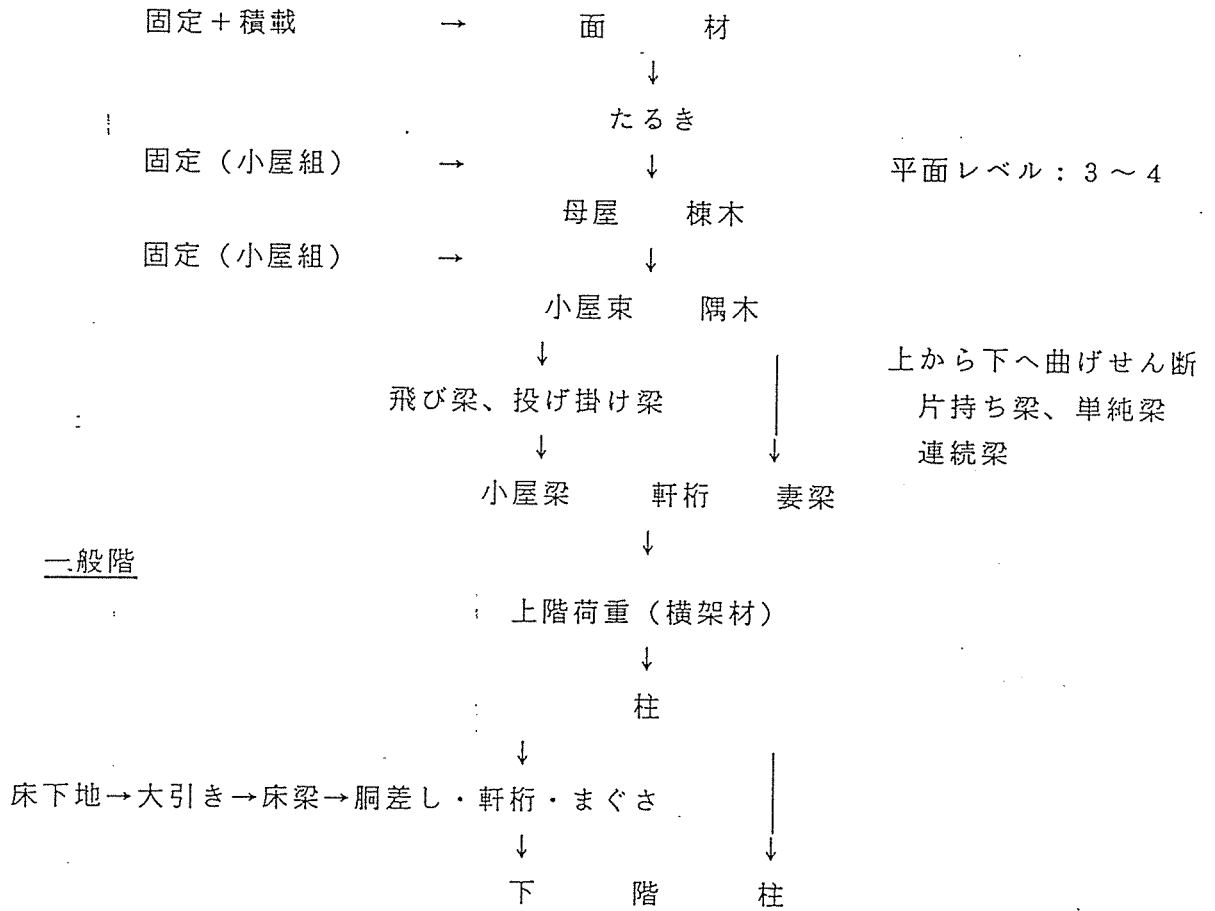 固定＋積載 → 面 材
↓
たるき
固定（小屋組） → ↓ 平面レベル：３～４
母屋 棟木
固定（小屋組） → ↓
小屋束 隅木
↓
上から下へ曲げせん断
飛び梁、投げ掛け梁 片持ち梁、単純梁
↓ ↓ 連続梁
小屋梁 軒桁 妻梁
↓
一般階
上階荷重（横架材）
↓
柱
↓
床下地→大引き→床梁→胴差し・軒桁・まぐさ
↓ ↓
下 階 柱